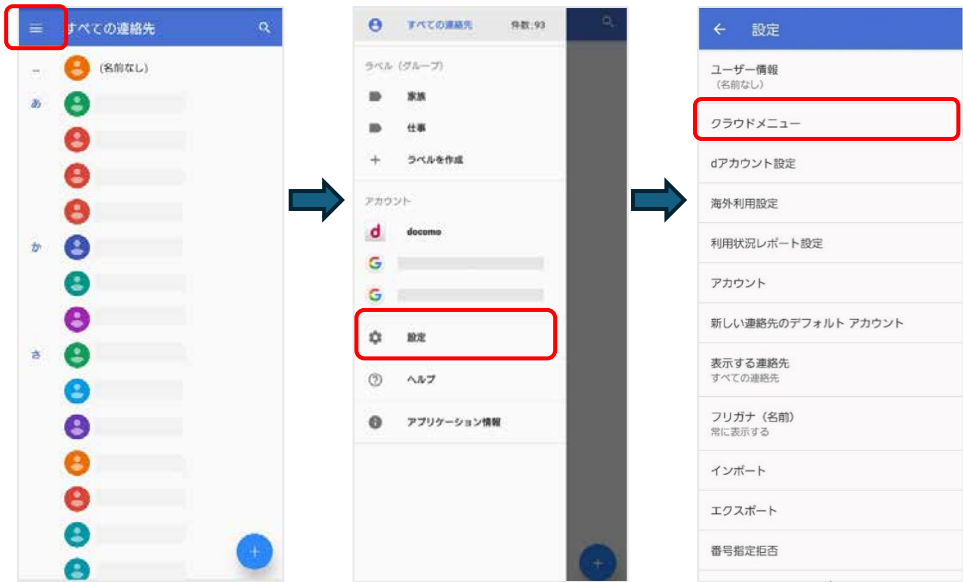 すべての連絡先
...
(名前なし)
あ
か
さ
+
すべての連絡先 件数:93
ラベル (グループ)
家族
仕事
+ ラベルを作成
アカウント
d docomo
G
G
設定
? ヘルプ
アプリケーション情報
+
← 設定
ユーザー情報
(名前なし)
クラウドメニュー
dアカウント設定
海外利用設定
利用状況レポート設定
アカウント
新しい連絡先のデフォルト アカウント
表示する連絡先
すべての連絡先
フリガナ（名前）
常に表示する
インポート
エクスポート
番号指定拒否